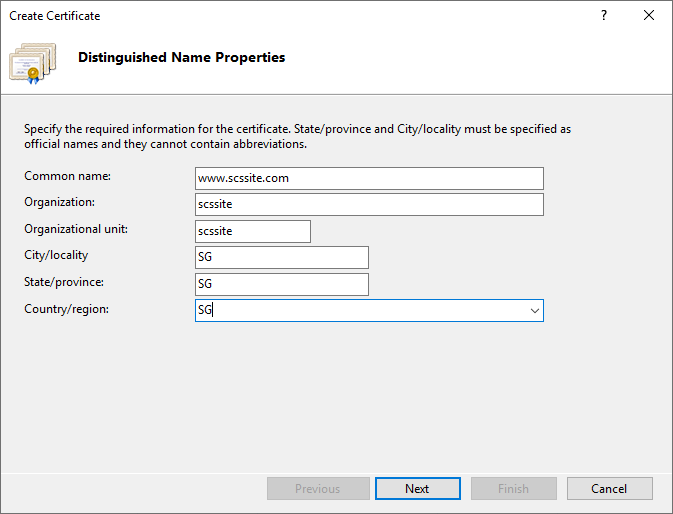 Create Certificate
?
Distinguished Name Properties
Specify the required information for the certificate. State/province and City/locality must be specified as
official names and they cannot contain abbreviations.
Common name: www.scssite.com
Organization: scssite
Organizational unit: scssite
City/locality SG
State/province: SG
Country/region: SG
Previous Next Finish Cancel